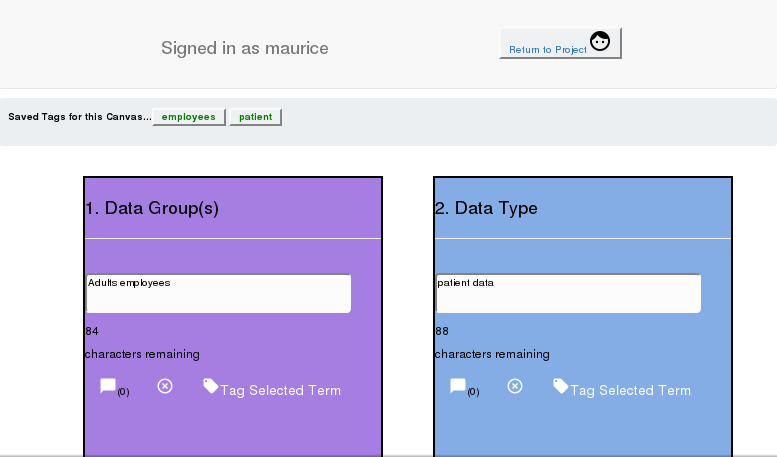 Signed in as maurice
Return to Project
Saved Tags for this Canvas... employees patient
1. Data Group(s)
Adults employees
84
characters remaining
(0) Tag Selected Term
2. Data Type
patient data
88
characters remaining
(0) Tag Selected Term